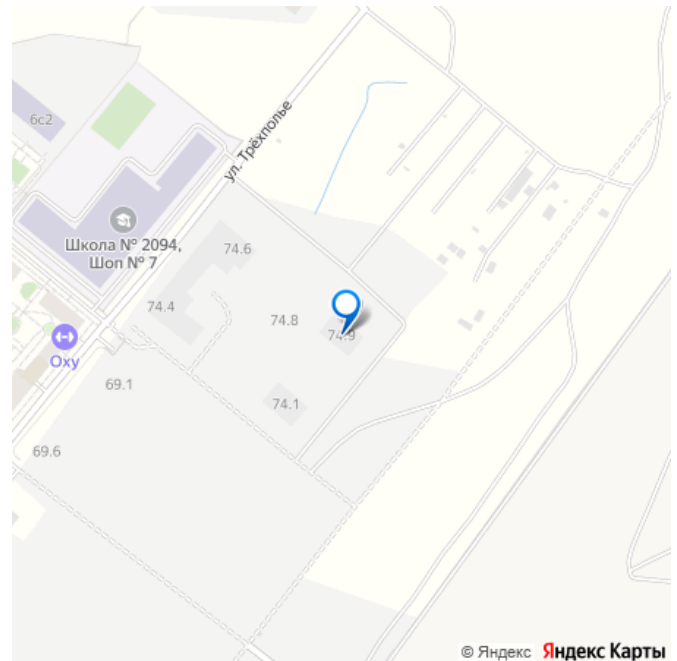 ул. Трёхполье
6с2
Школа № 2094,
Шоп № 7
74.6
74.4
74.8
74.9
Oxy
69.1
74.1
69.6
© Яндекс Яндекс Карты